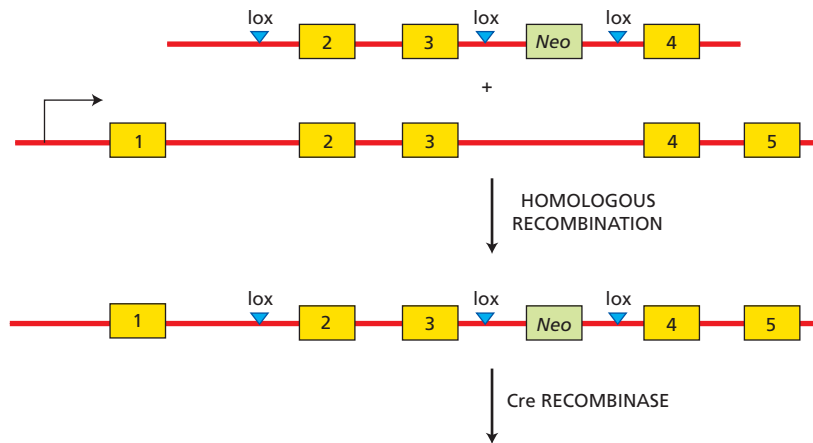 lox lox lox
2 3 Neo 4
+
1 2 3 4 5
HOMOLOGOUS
RECOMBINATION
lox lox lox
1 2 3 Neo 4 5
Cre RECOMBINASE